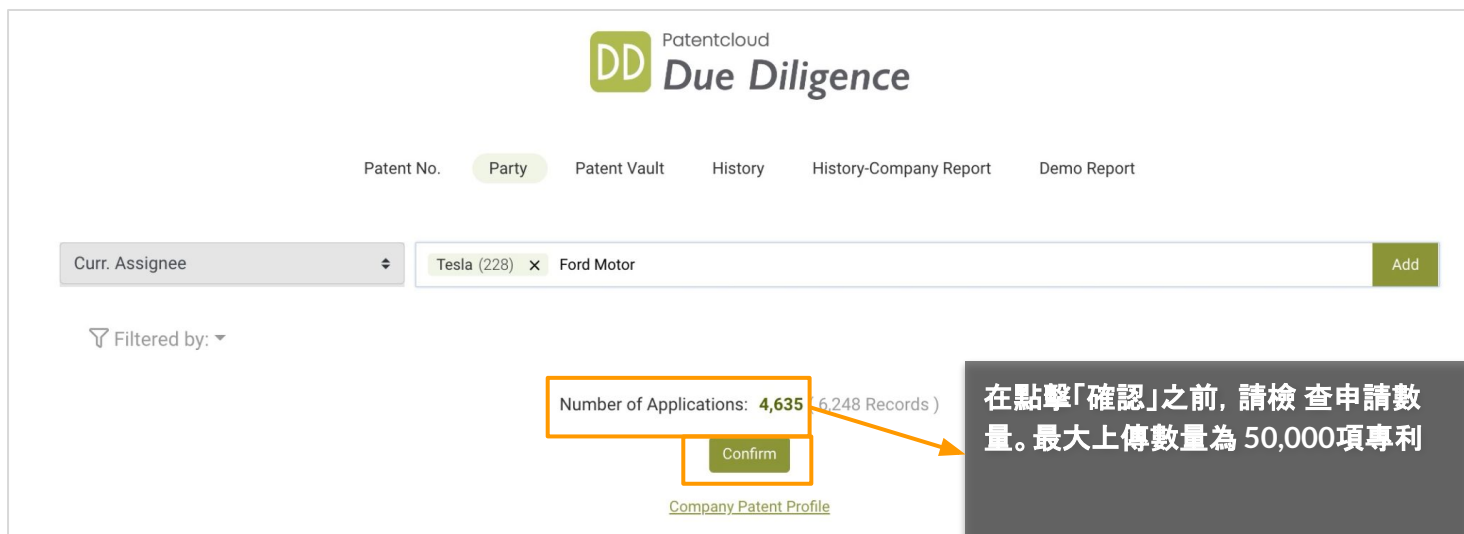 DD
Patentcloud
Due Diligence
Patent No. Party Patent Vault History History-Company Report Demo Report
Curr. Assignee Tesla (228) × Ford Motor Add
Filtered by:
Number of Applications: 4,635 ( 6,248 Records )
在點擊「確認」之前, 請檢 查申請數
量。最大上傳數量為 50,000項專利
Confirm
Company Patent Profile